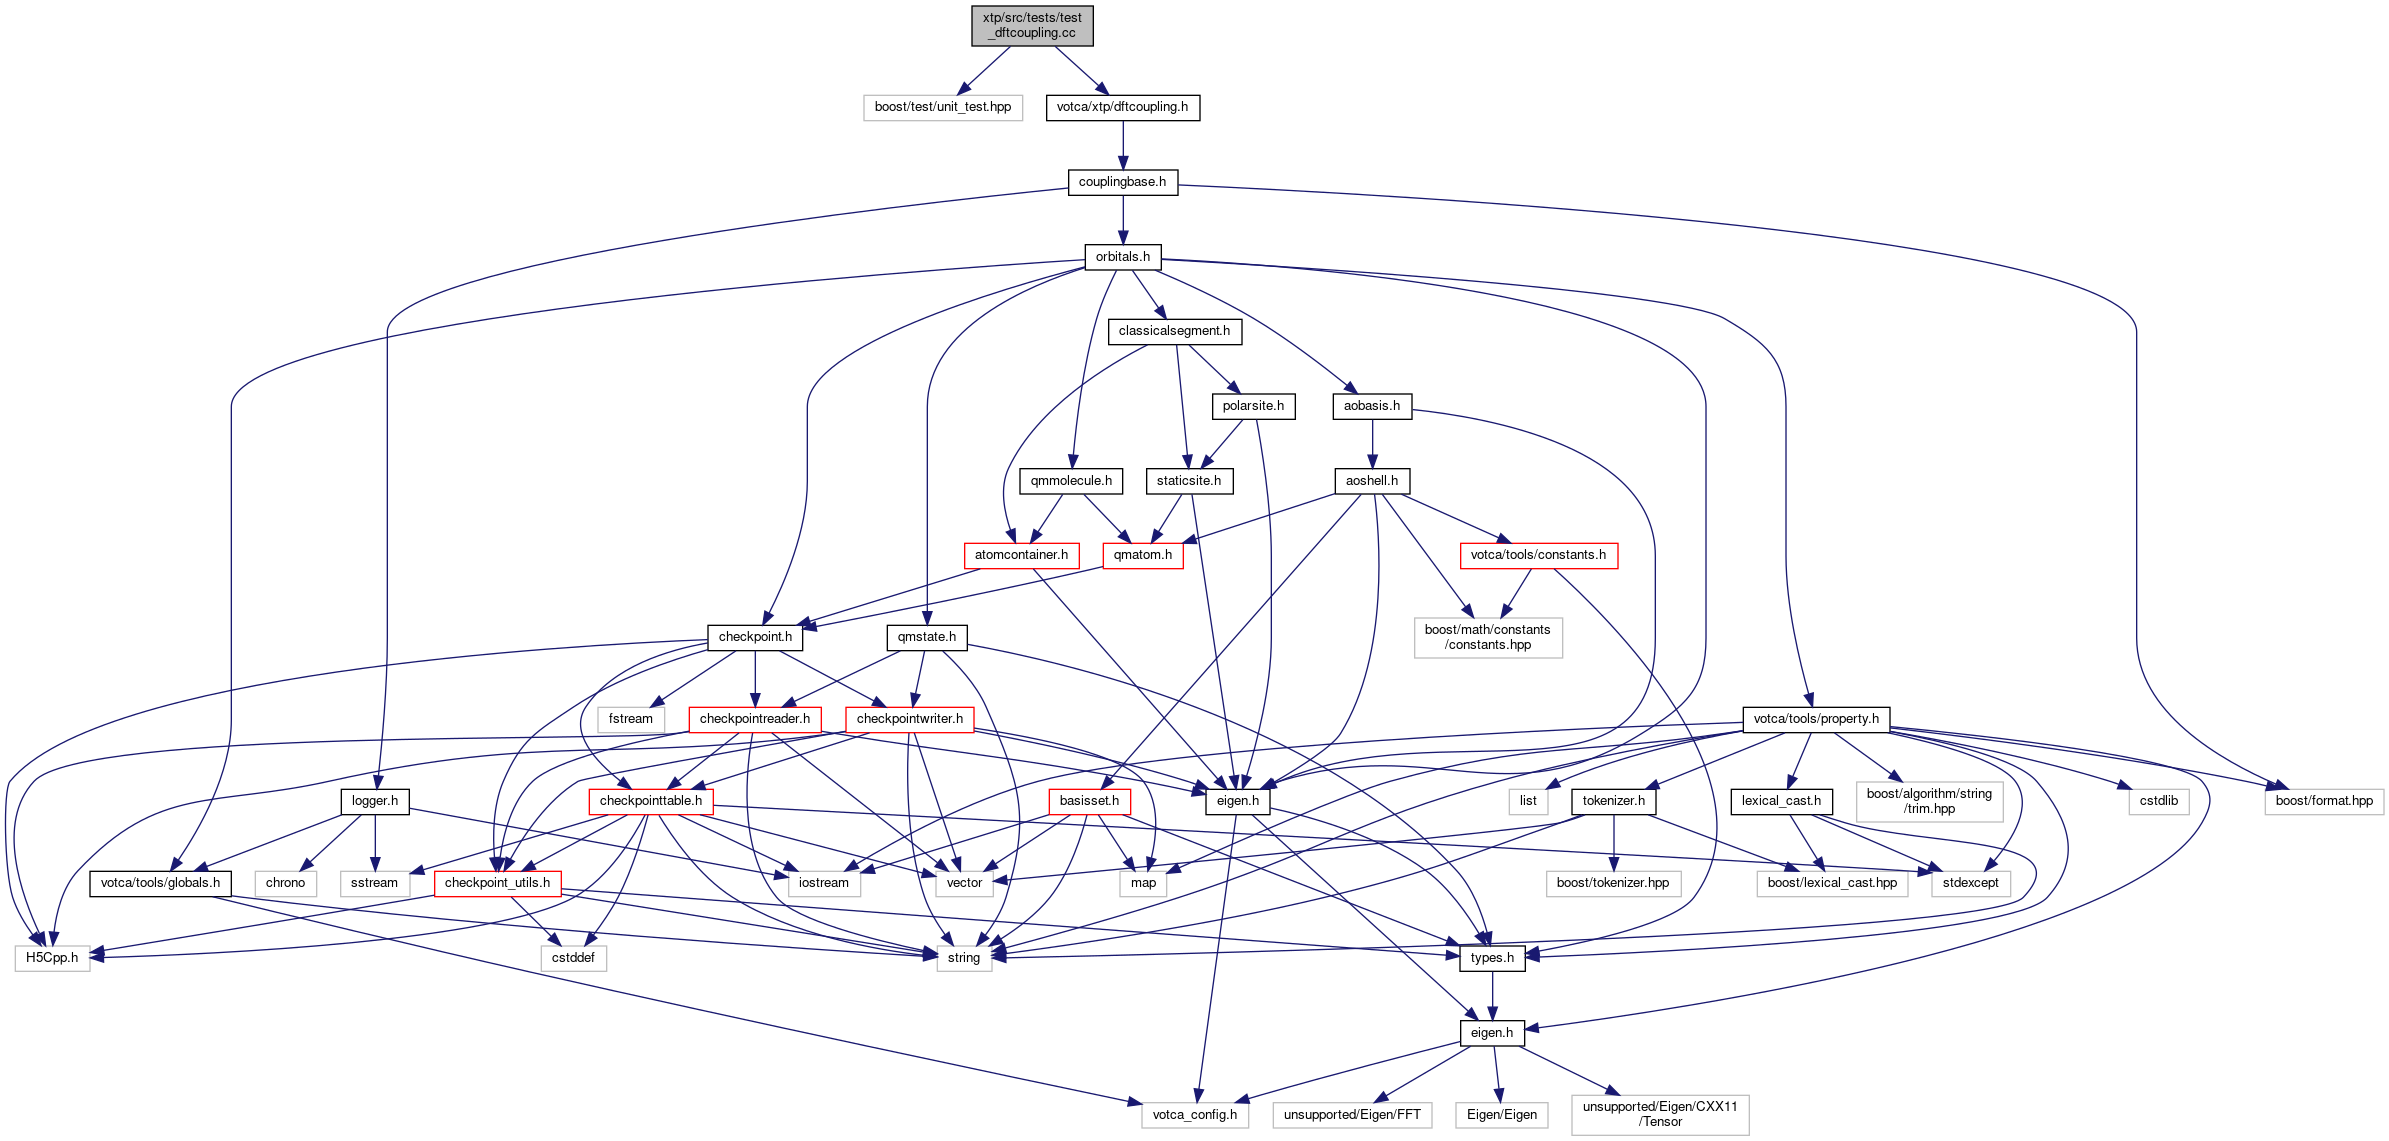 xtp/src/tests/test
_dftcoupling.cc
boost/test/unit_test.hpp
votca/xtp/dftcoupling.h
couplingbase.h
orbitals.h
classicalsegment.h
polarsite.h
aobasis.h
qmmolecule.h
staticsite.h
aoshell.h
atomcontainer.h
qmatom.h
votca/tools/constants.h
checkpoint.h
qmstate.h
boost/math/constants
/constants.hpp
fstream
checkpointreader.h
checkpointwriter.h
votca/tools/property.h
logger.h
checkpointtable.h
basisset.h
eigen.h
list
tokenizer.h
lexical_cast.h
boost/algorithm/string
/trim.hpp
cstdlib
boost/format.hpp
votca/tools/globals.h
chrono
sstream
checkpoint_utils.h
iostream
vector
map
boost/tokenizer.hpp
boost/lexical_cast.hpp
stdexcept
H5Cpp.h
cstddef
string
types.h
eigen.h
votca_config.h
unsupported/Eigen/FFT
Eigen/Eigen
unsupported/Eigen/CXX11
/Tensor